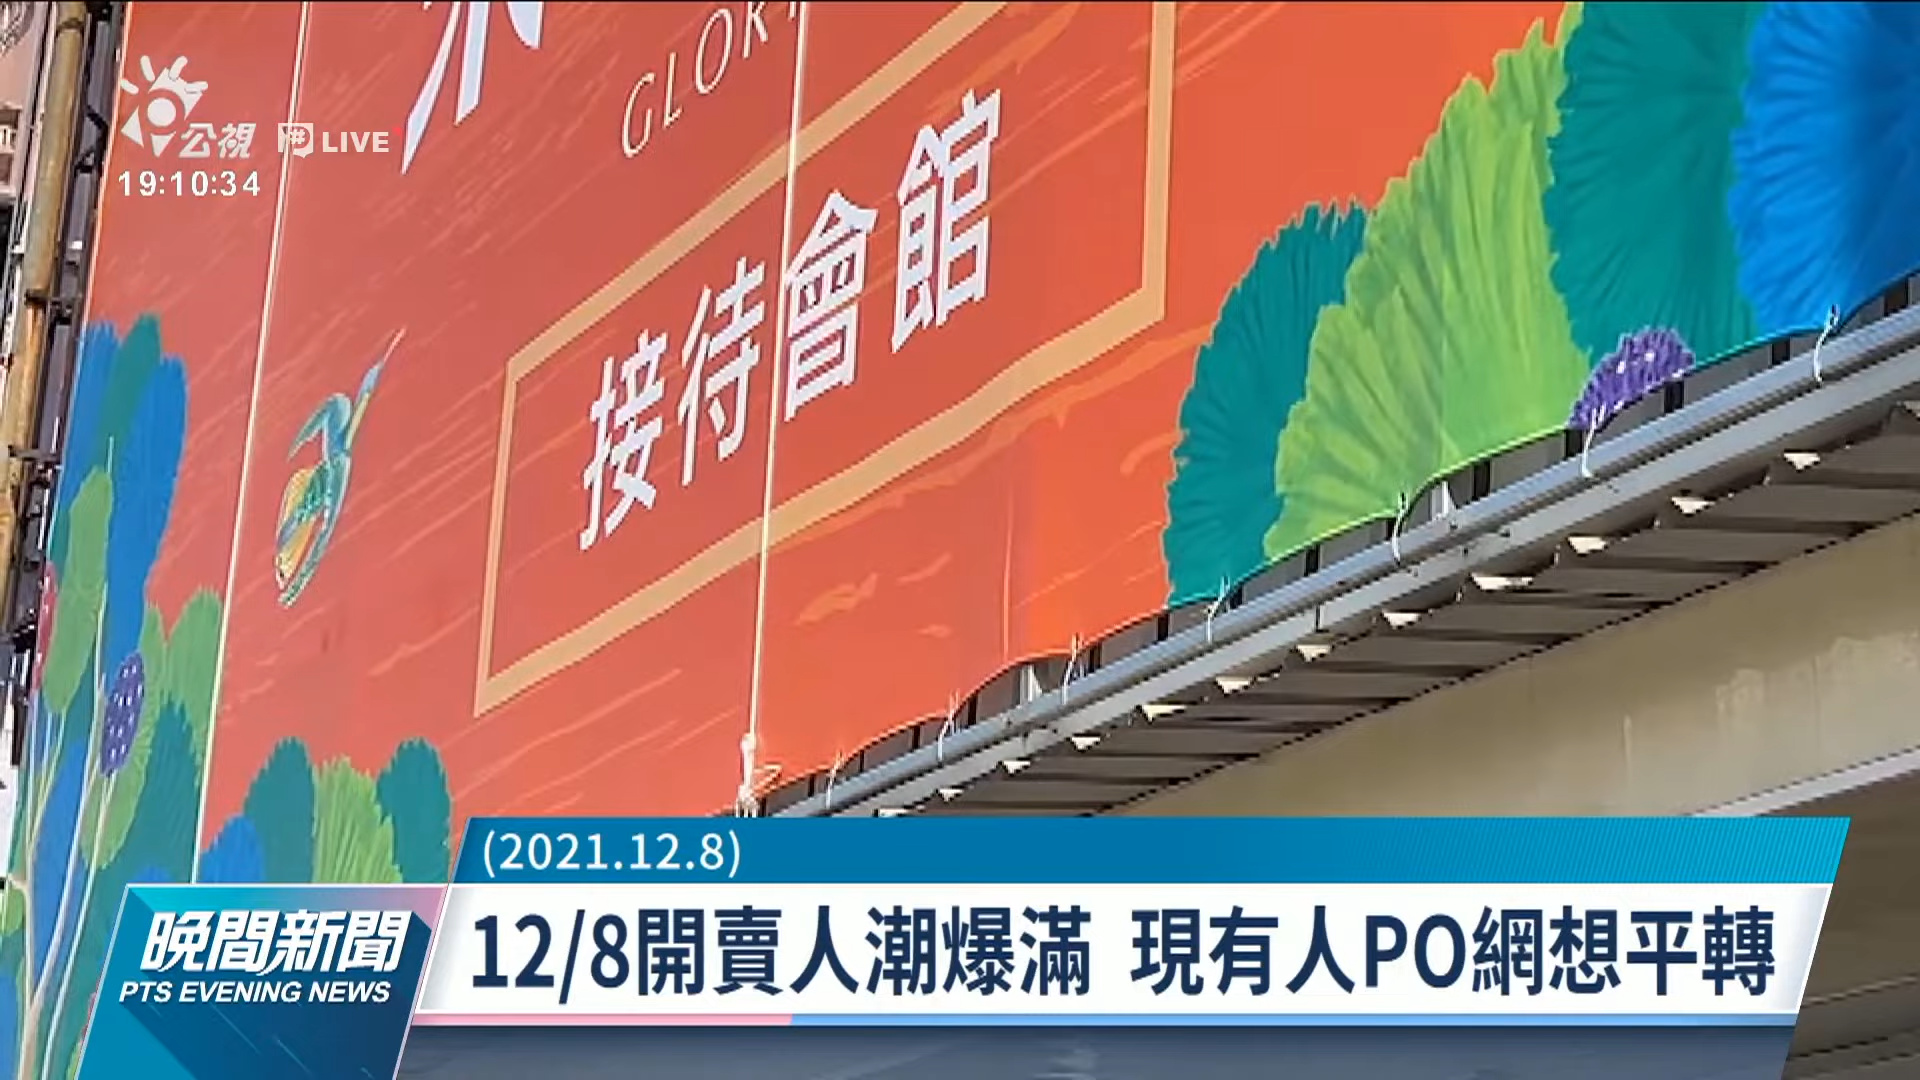 GLORY
公視 LIVE
19:10:34
接待會館
(2021.12.8)
12/8開賣人潮爆滿 現有人PO網想平轉
晚間新聞
PTS EVENING NEWS